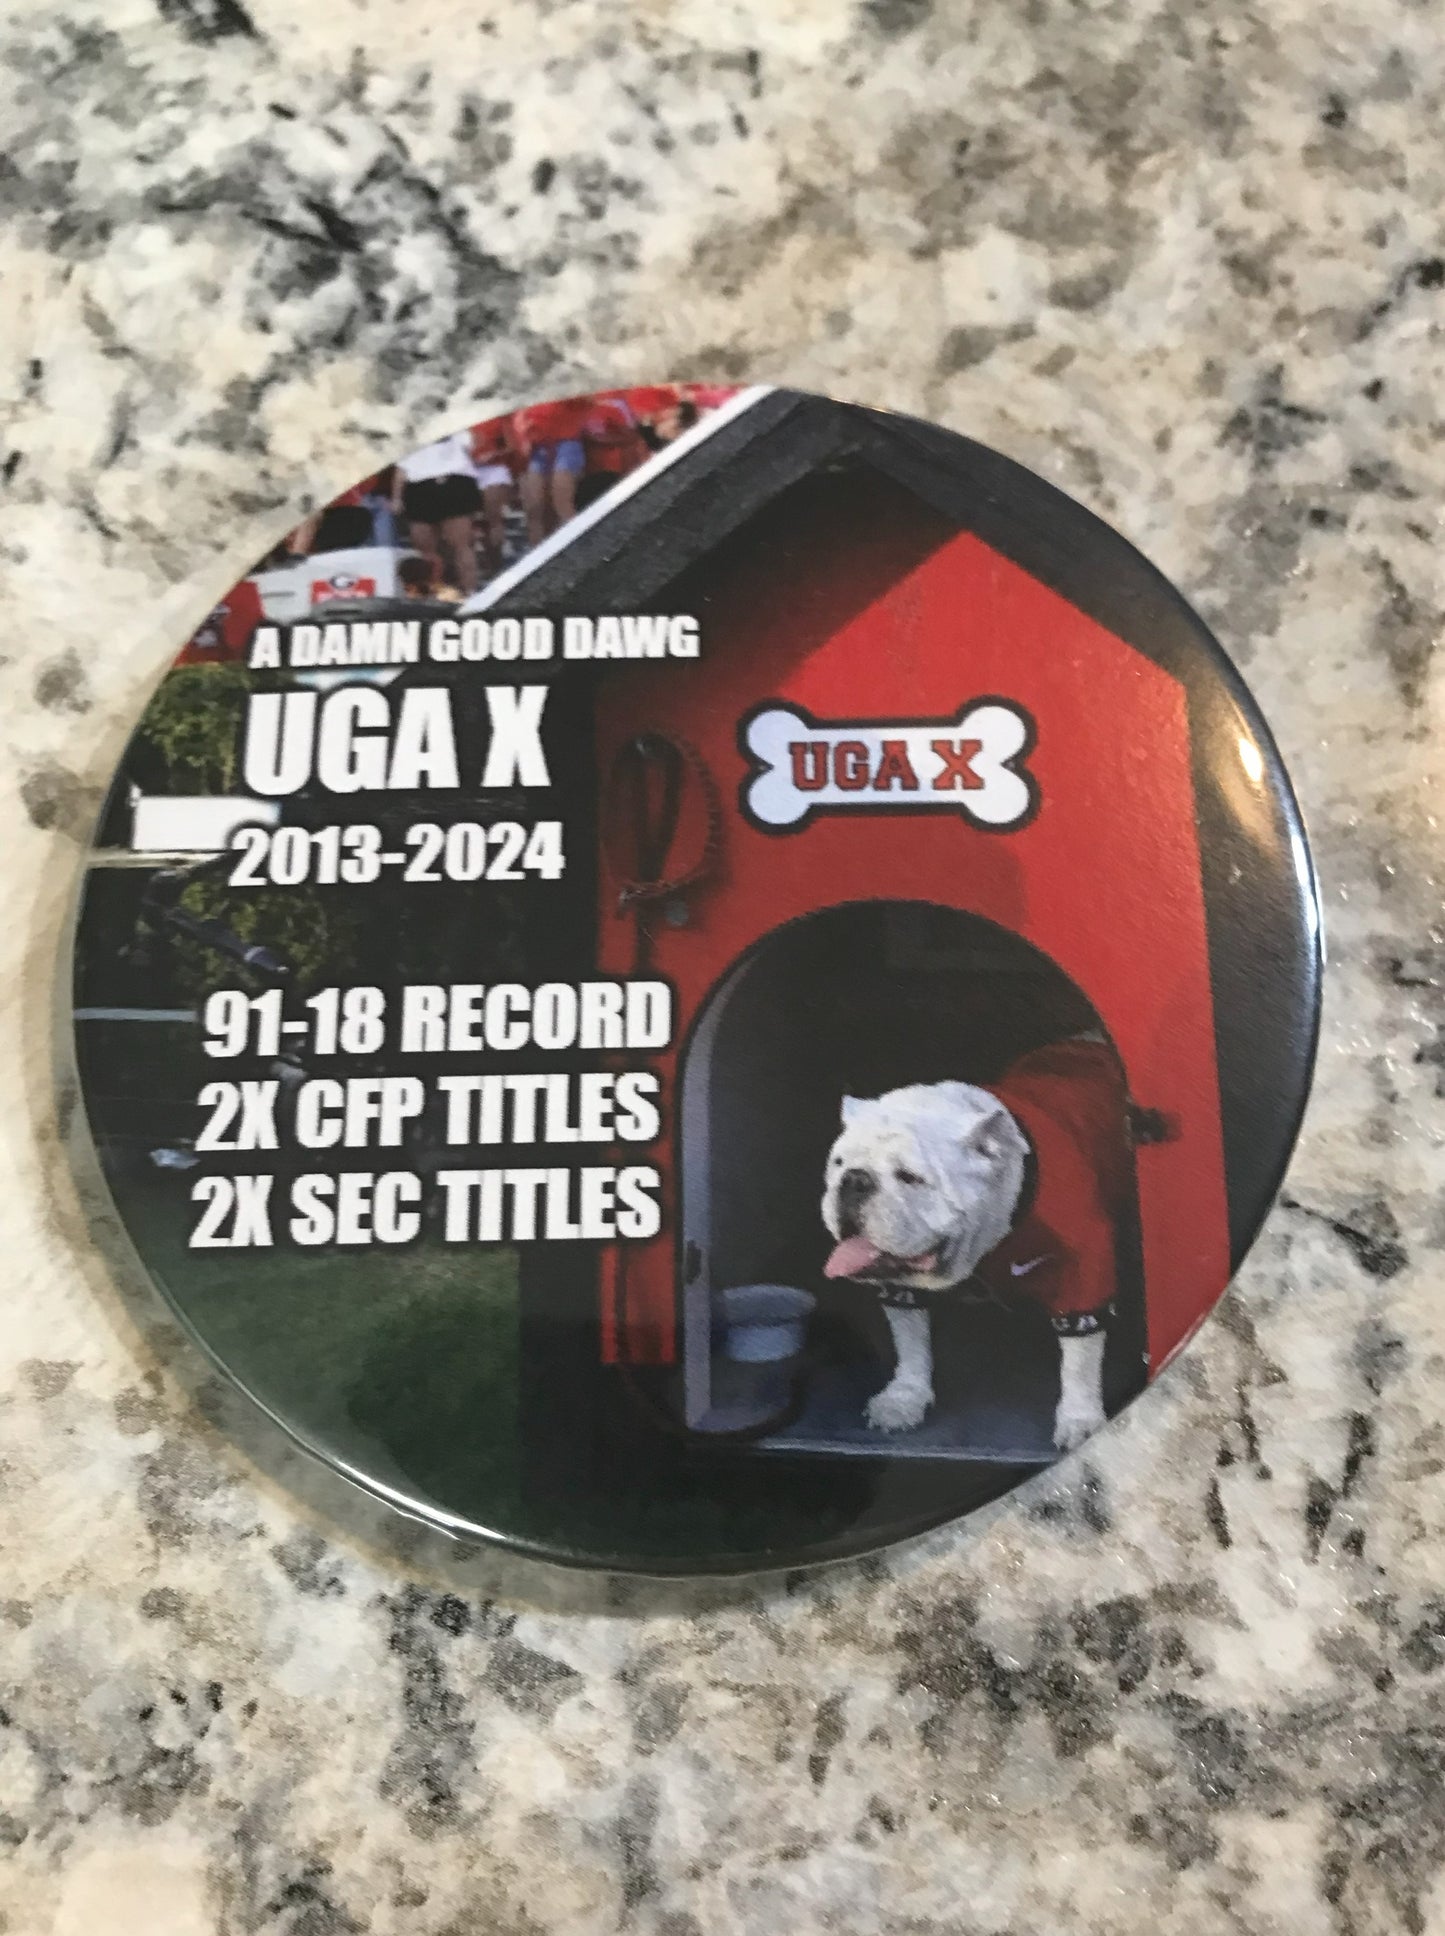 A DAMN GOOD DAWG
UGA X
2013-2024
91-18 RECORD
2X CFP TITLES
2X SEC TITLES
UGA X
G